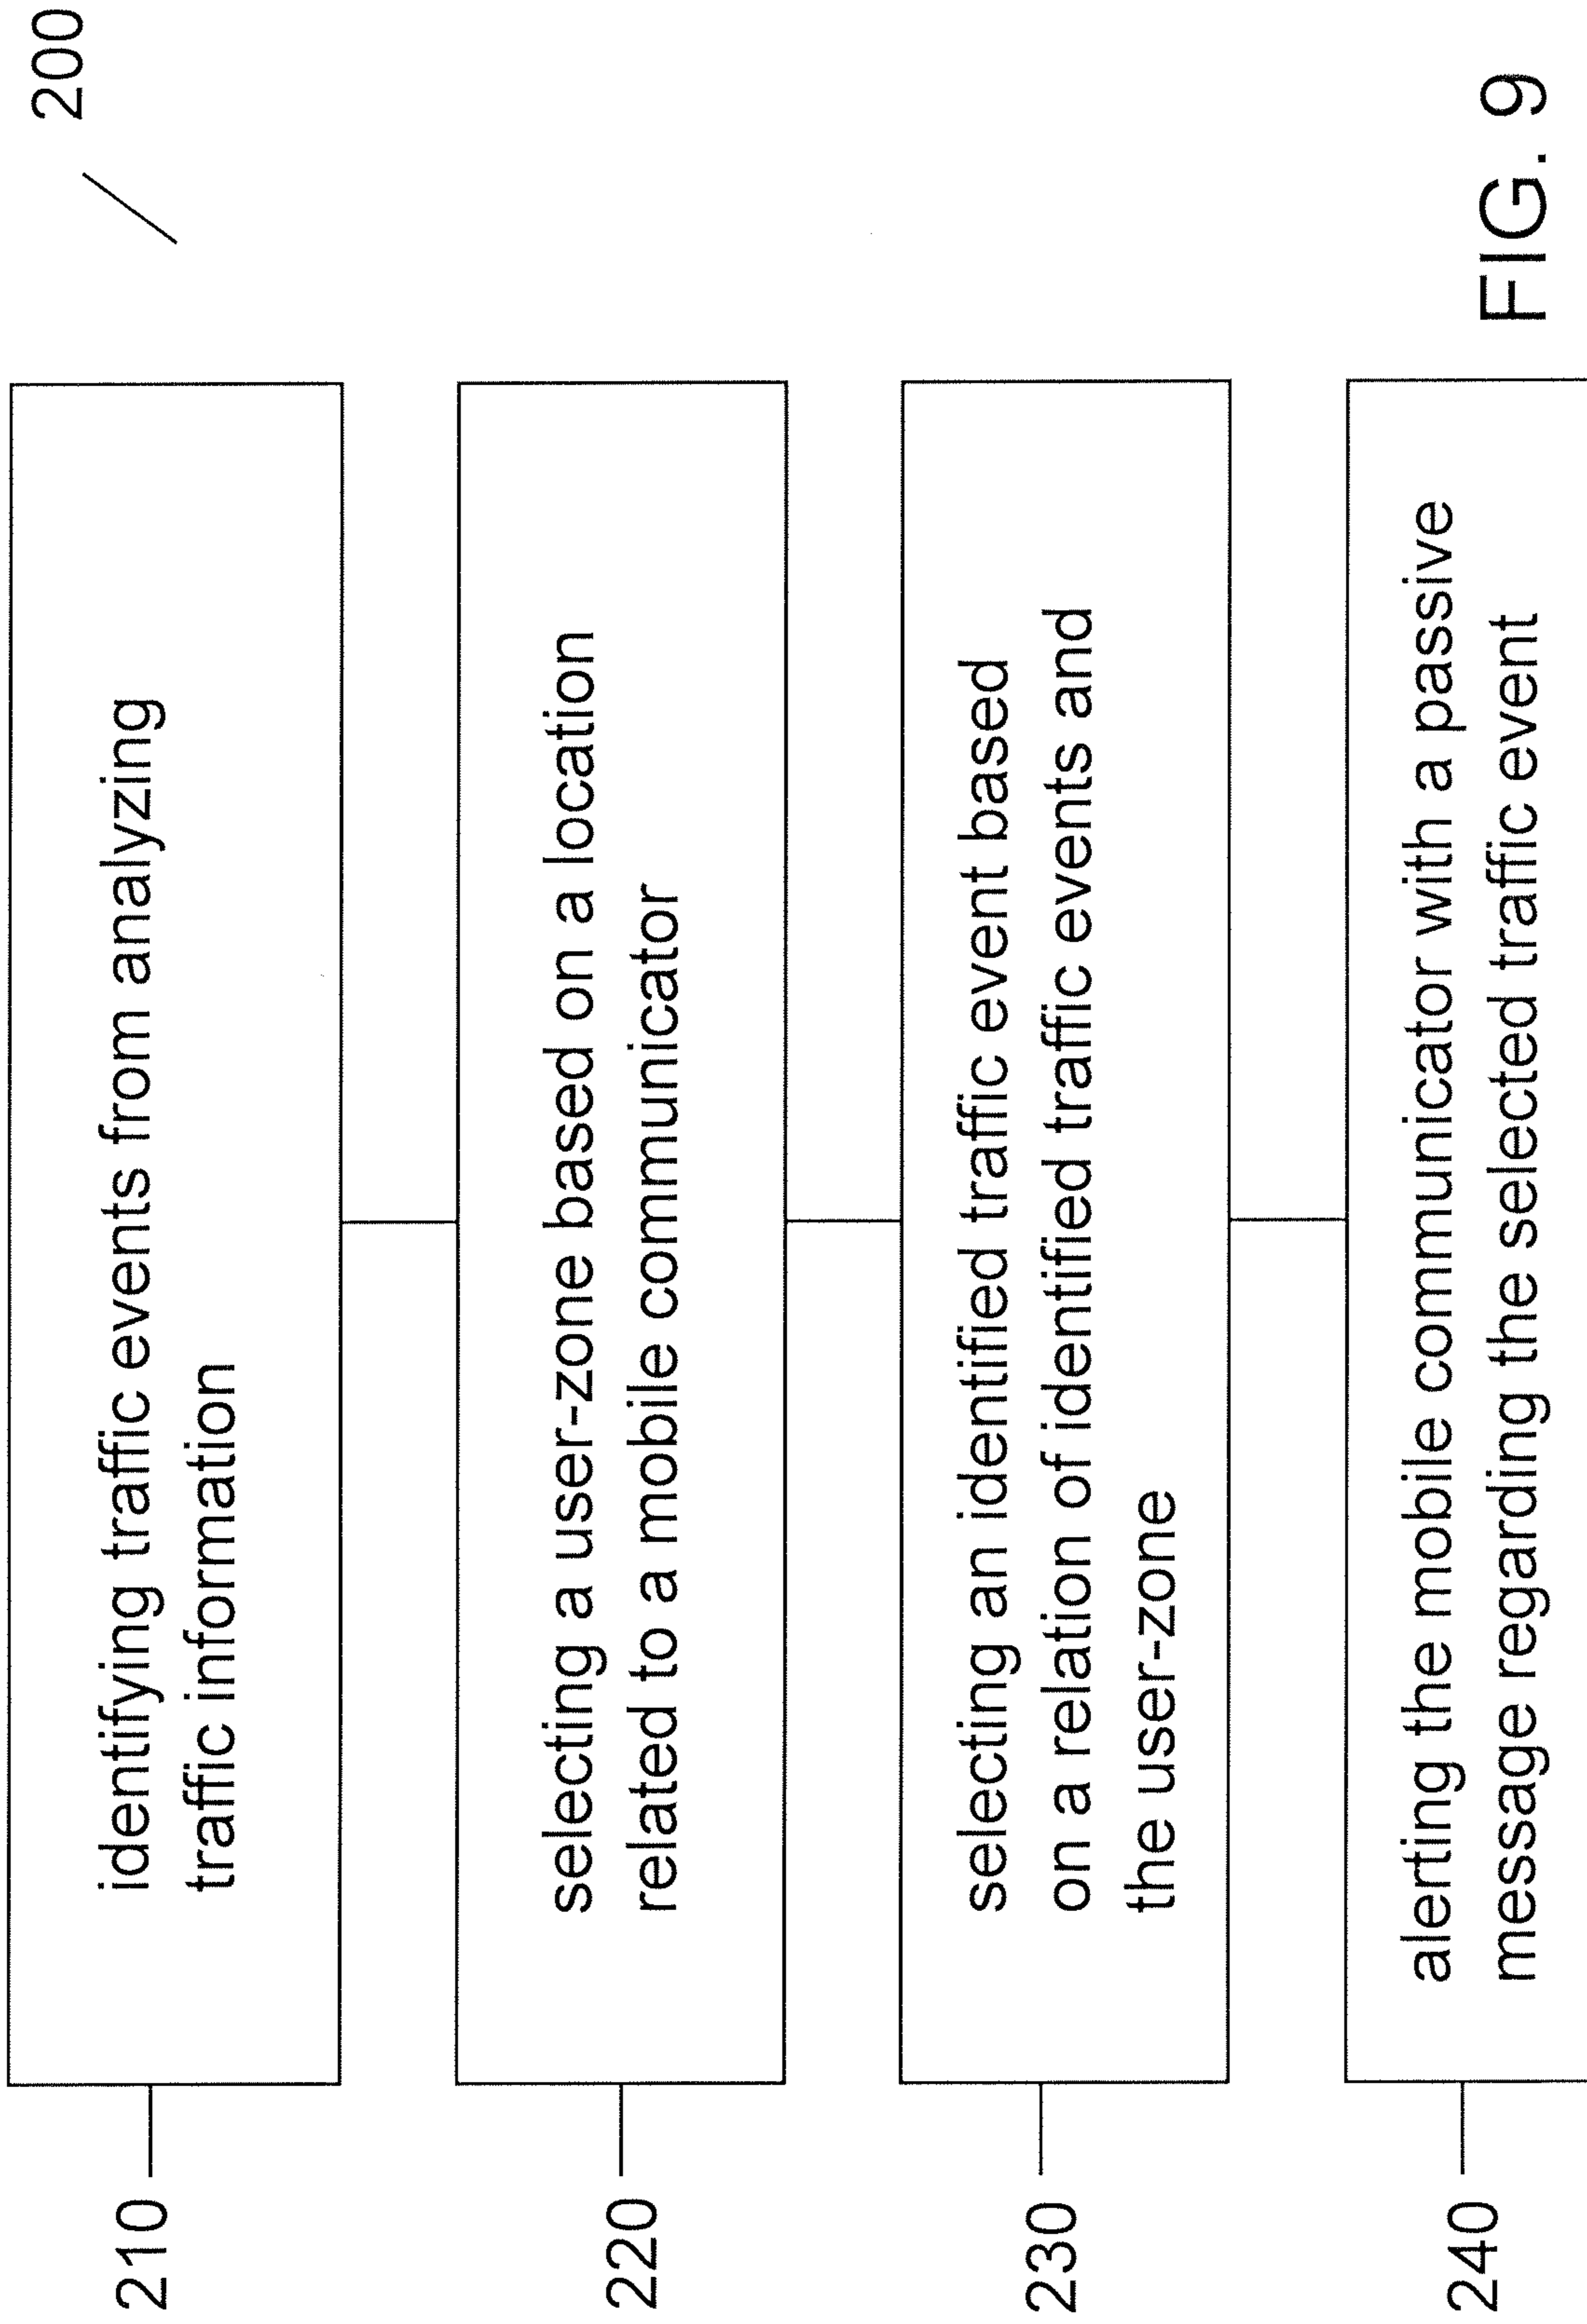 200
210
identifying traffic events from analyzing
traffic information
220
selecting a user-zone based on a location
related to a mobile communicator
230
selecting an identified traffic event based
on a relation of identified traffic events and
the user-zone
240
alerting the mobile communicator with a passive
message regarding the selected traffic event
FIG. 9